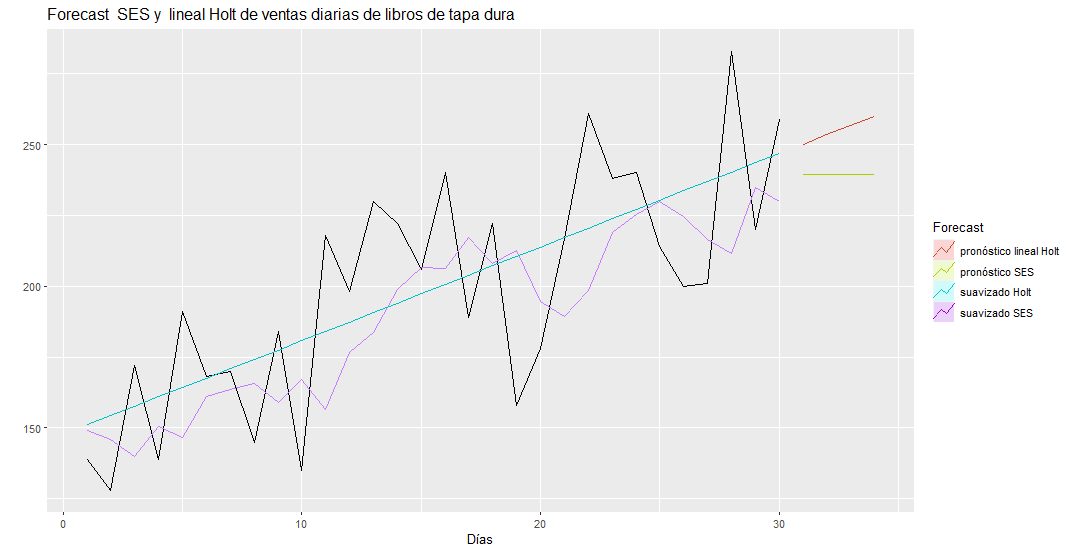 Forecast  SES y  lineal Holt de ventas diarias de libros de tapa dura
250
200
150
0
10
20
30
Días
Forecast
pronóstico lineal Holt
pronóstico SES
suavizado Holt
suavizado SES